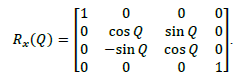 1 0 0 0
R_x(Q) = 0 cos Q sin Q 0 .
0 −sin Q cos Q 0
0 0 0 1